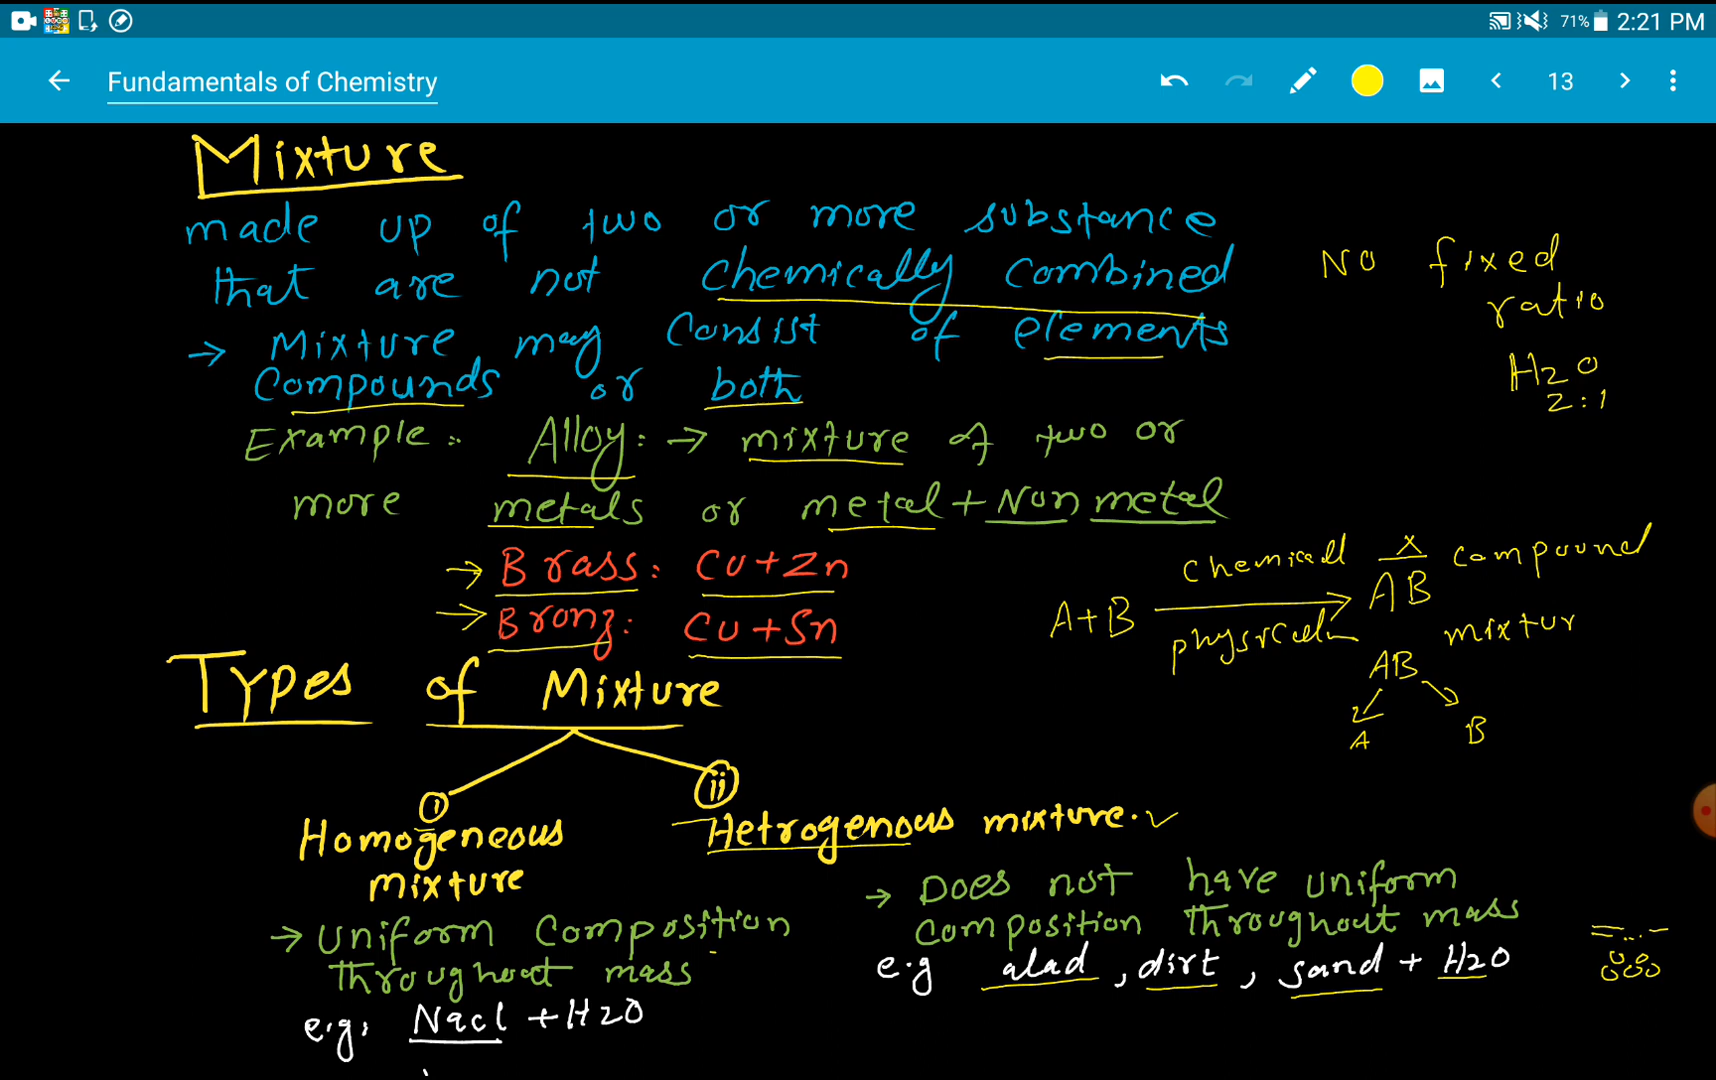 71% 2:21 PM
Fundamentals of Chemistry
13
Mixture
made up of two or more substance
that are not chemically combined
→ Mixture may consist of elements
compounds or both
Example :- Alloy: → mixture of two or
more metals or metal + Non metal
→ Brass: Cu+Zn
→ Bronz: Cu+Sn
No fixed
ratio
H2O
2:1
A+B
chemicall
physically
X compound
AB
mixtur
AB
A B
Types of Mixture
i
ii
Homogeneous
mixture
→ uniform composition
throughout mass
e.g: Nacl + H2O
Hetrogenous mixture.
→ Does not have uniform
composition throughout mass
e.g alad, dirt, sand + H2O